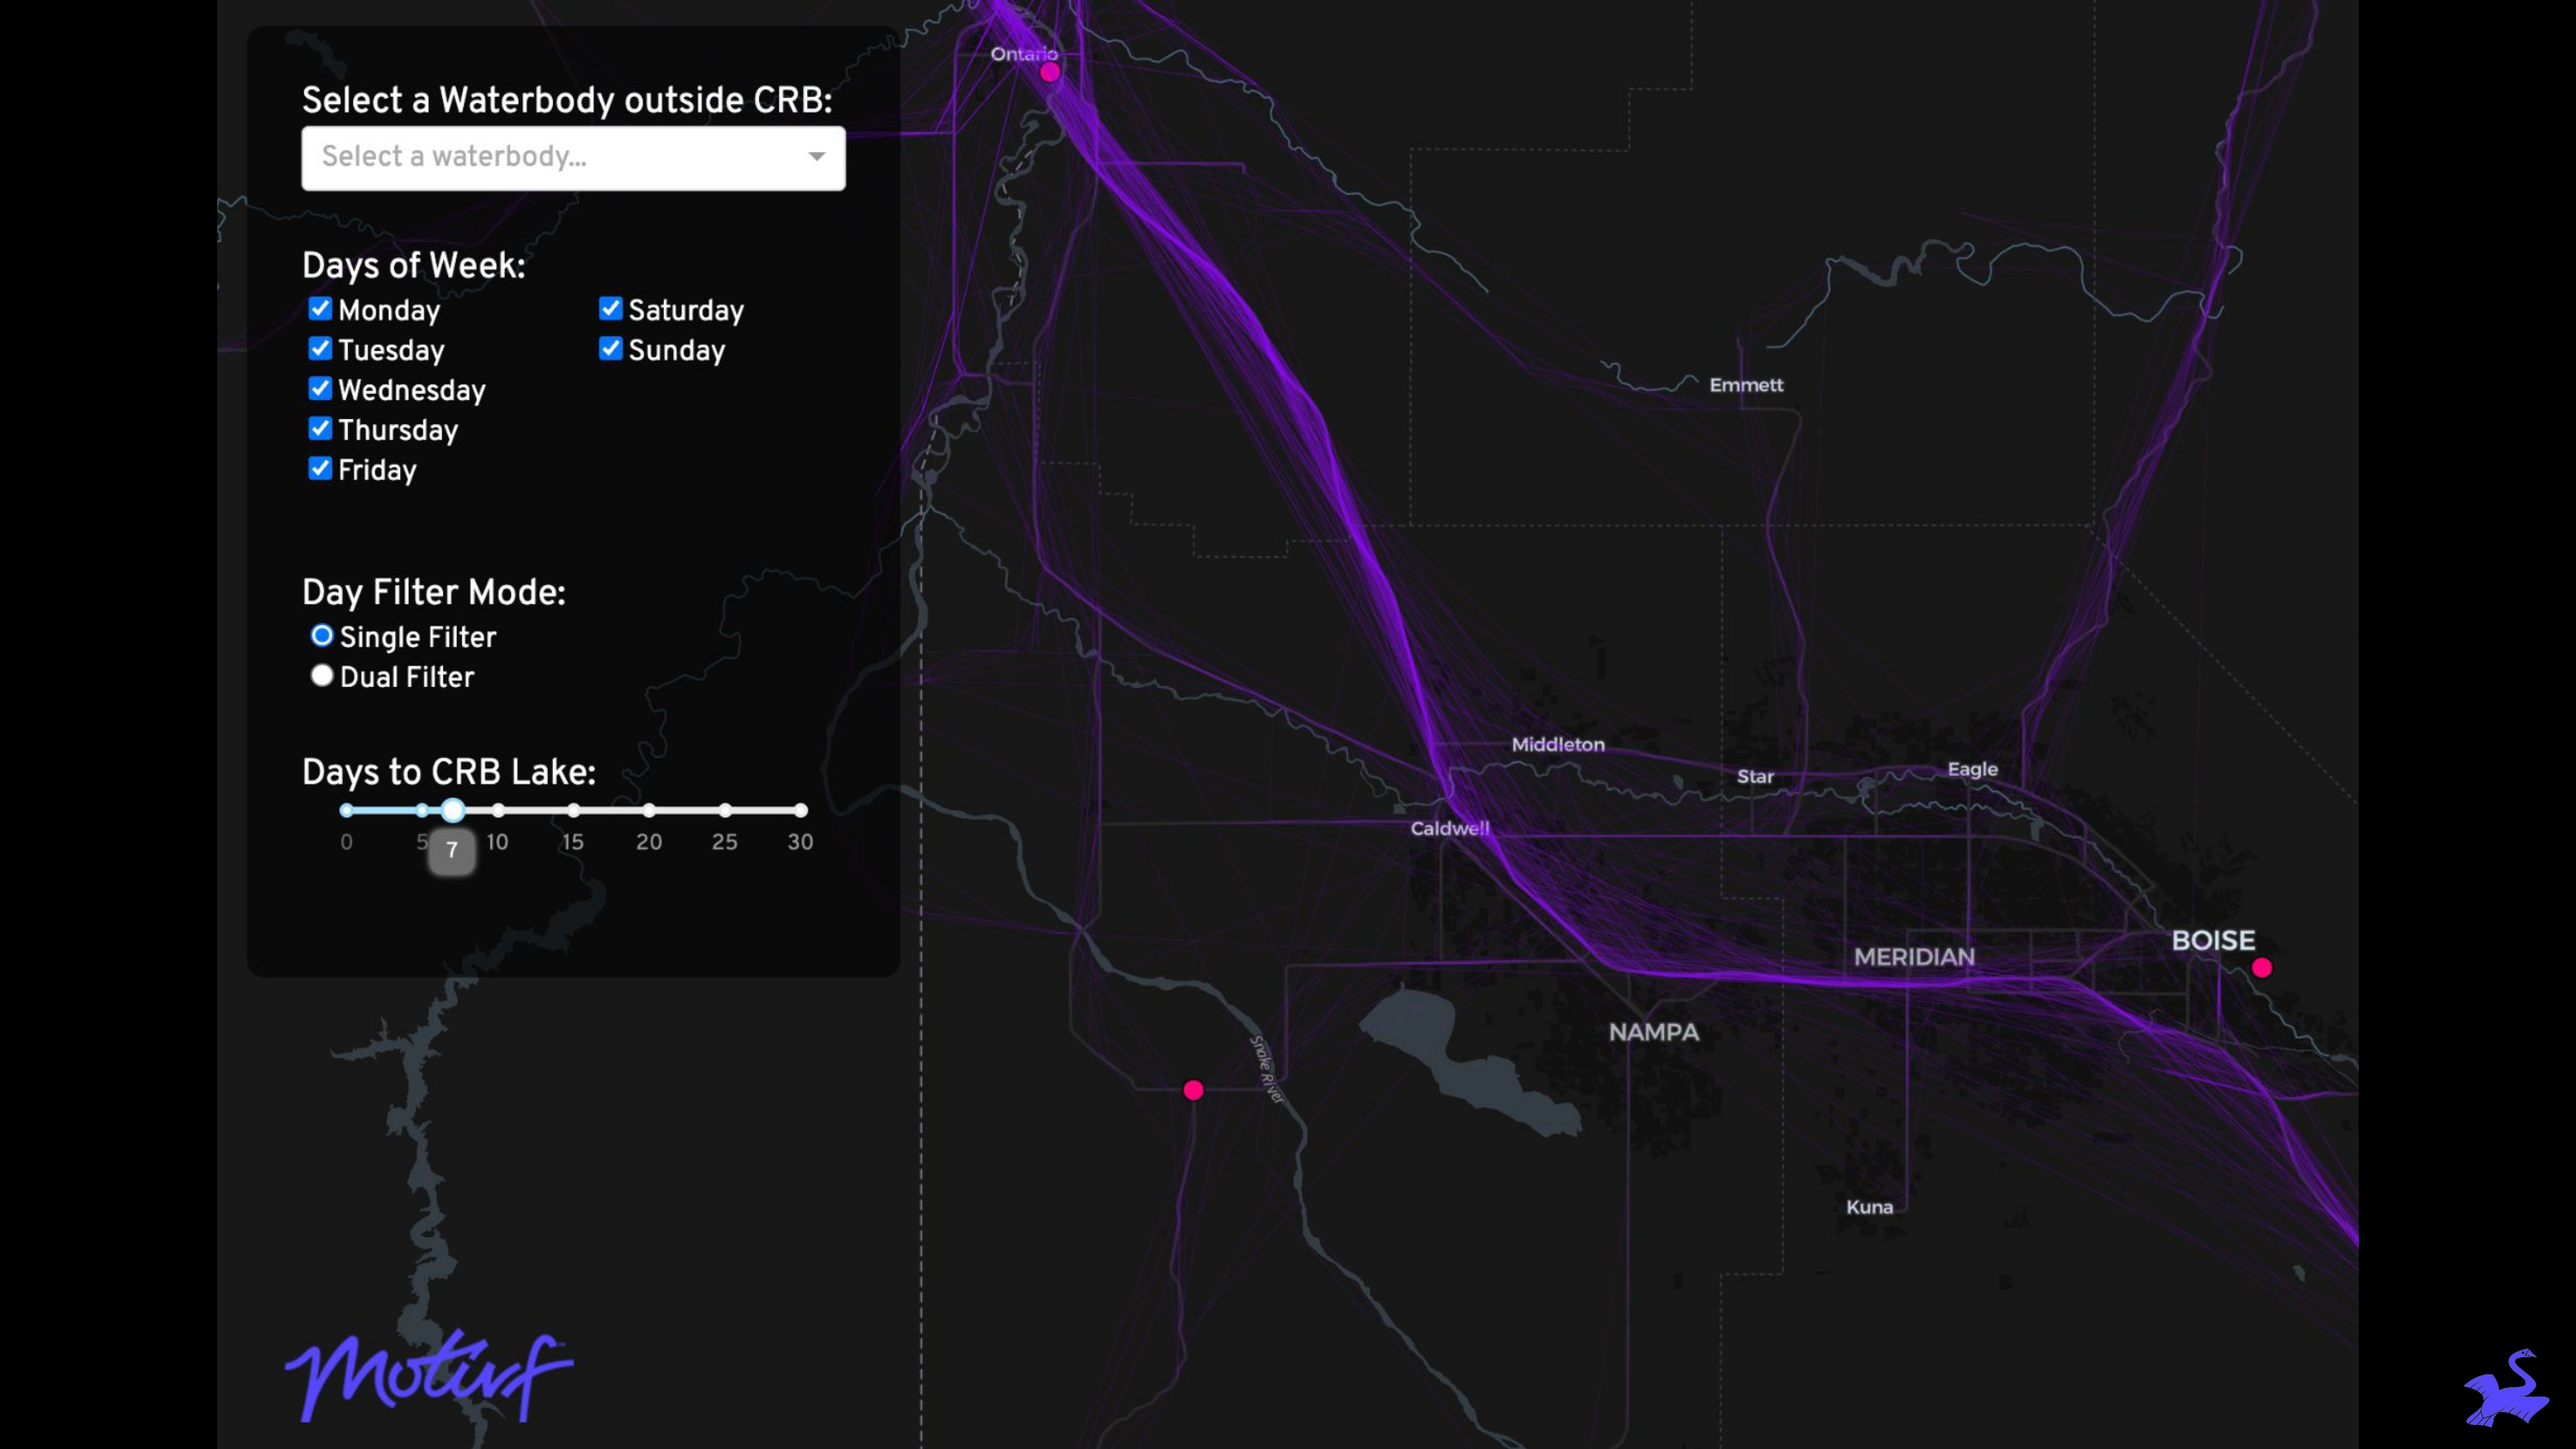 Select a Waterbody outside CRB:
Select a waterbody...
Days of Week:
Monday
Saturday
Tuesday
Sunday
Wednesday
Thursday
Friday
Day Filter Mode:
Single Filter
Dual Filter
Days to CRB Lake:
0 5 10 15 20 25 30
7
Ontario
Emmett
Middleton
Star
Eagle
Caldwell
BOISE
MERIDIAN
NAMPA
Snake River
Kuna